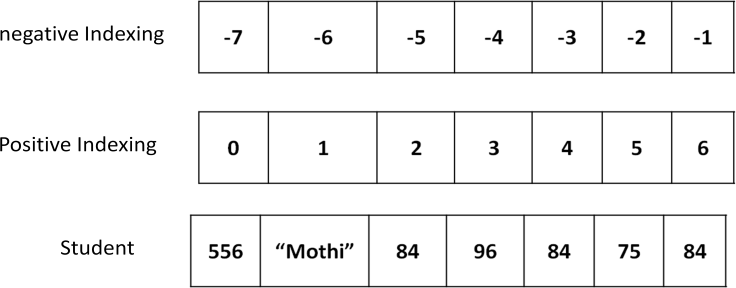 negative Indexing -7 -6 -5 -4 -3 -2 -1
Positive Indexing 0 1 2 3 4 5 6
Student 556 “Mothi” 84 96 84 75 84